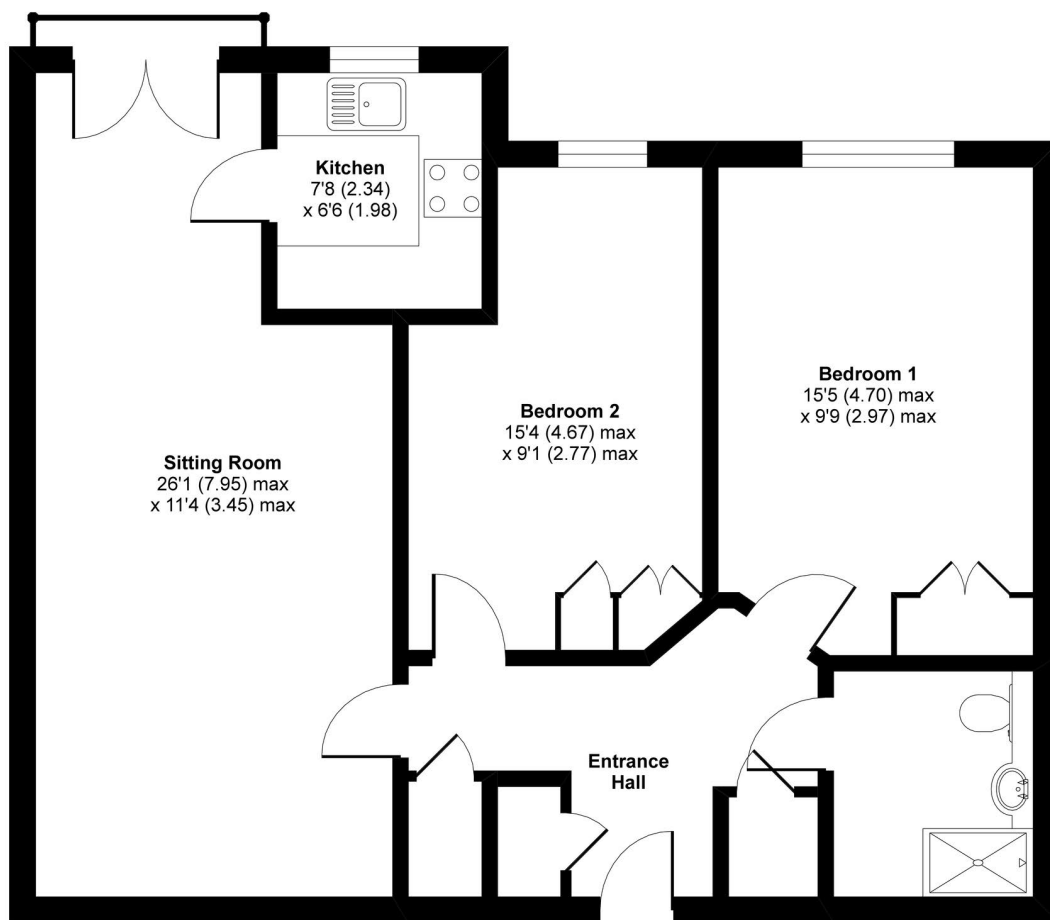 Kitchen
7'8 (2.34)
x 6'6 (1.98)
Bedroom 1
15'5 (4.70) max
x 9'9 (2.97) max
Bedroom 2
15'4 (4.67) max
x 9'1 (2.77) max
Sitting Room
26'1 (7.95) max
x 11'4 (3.45) max
Entrance
Hall